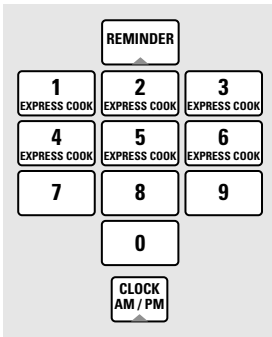 REMINDER
1 2 3
EXPRESS COOK EXPRESS COOK EXPRESS COOK
4 5 6
EXPRESS COOK EXPRESS COOK EXPRESS COOK
7 8 9
0
CLOCK
AM / PM